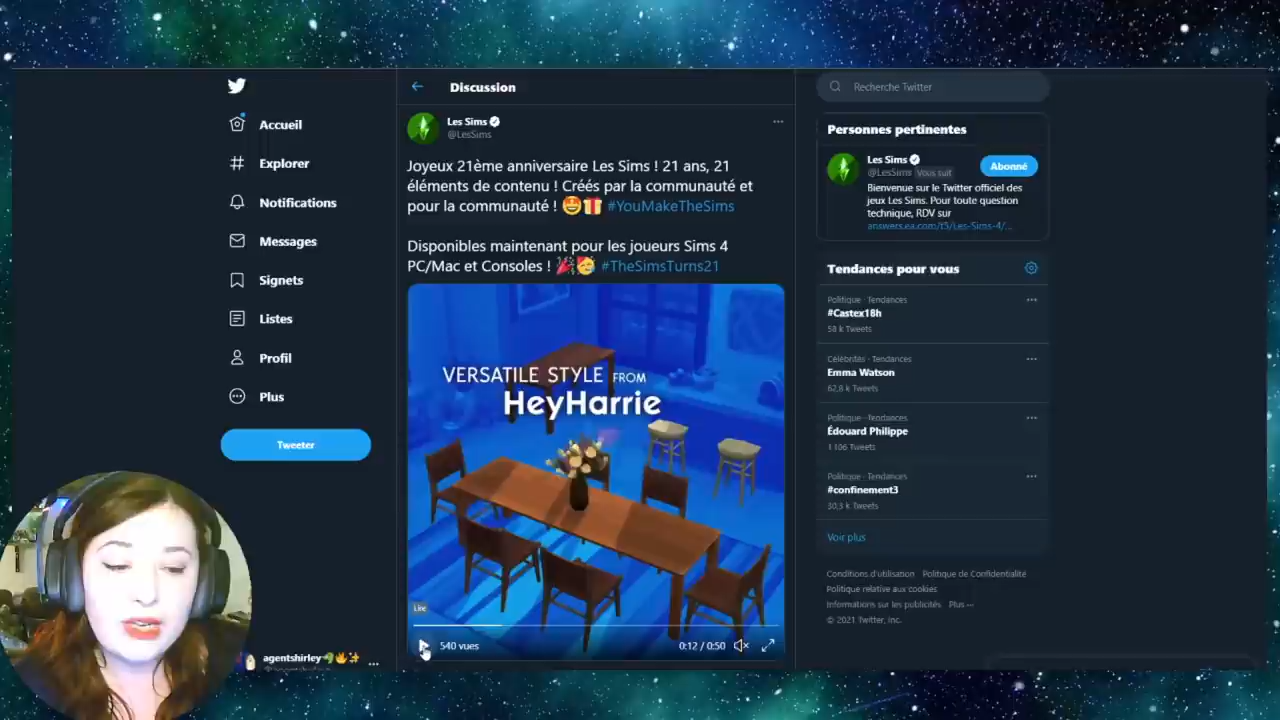 Accueil
Explorer
Notifications
Messages
Signets
Listes
Profil
Plus
Tweeter
agentshirley
Discussion
Les Sims
@LesSims
Joyeux 21ème anniversaire Les Sims ! 21 ans, 21
éléments de contenu ! Créés par la communauté et
pour la communauté ! 🤩🎁 #YouMakeTheSims
Disponibles maintenant pour les joueurs Sims 4
PC/Mac et Consoles ! 🎉🥳 #TheSimsTurns21
VERSATILE STYLE FROM
HeyHarrie
540 vues
0:12 / 0:50
Recherche Twitter
Personnes pertinentes
Les Sims
@LesSims Vous suit
Abonné
Bienvenue sur le Twitter officiel des
jeux Les Sims. Pour toute question
technique, RDV sur
answers.ea.com/t5/Les-Sims-4/...
Tendances pour vous
Politique · Tendances
#Castex18h
58 k Tweets
Célébrités · Tendances
Emma Watson
62,8 k Tweets
Politique · Tendances
Édouard Philippe
1 106 Tweets
Politique · Tendances
#confinement3
30,3 k Tweets
Voir plus
Conditions d'utilisation Politique de Confidentialité
Politique relative aux cookies
Informations sur les publicités Plus ···
© 2021 Twitter, Inc.